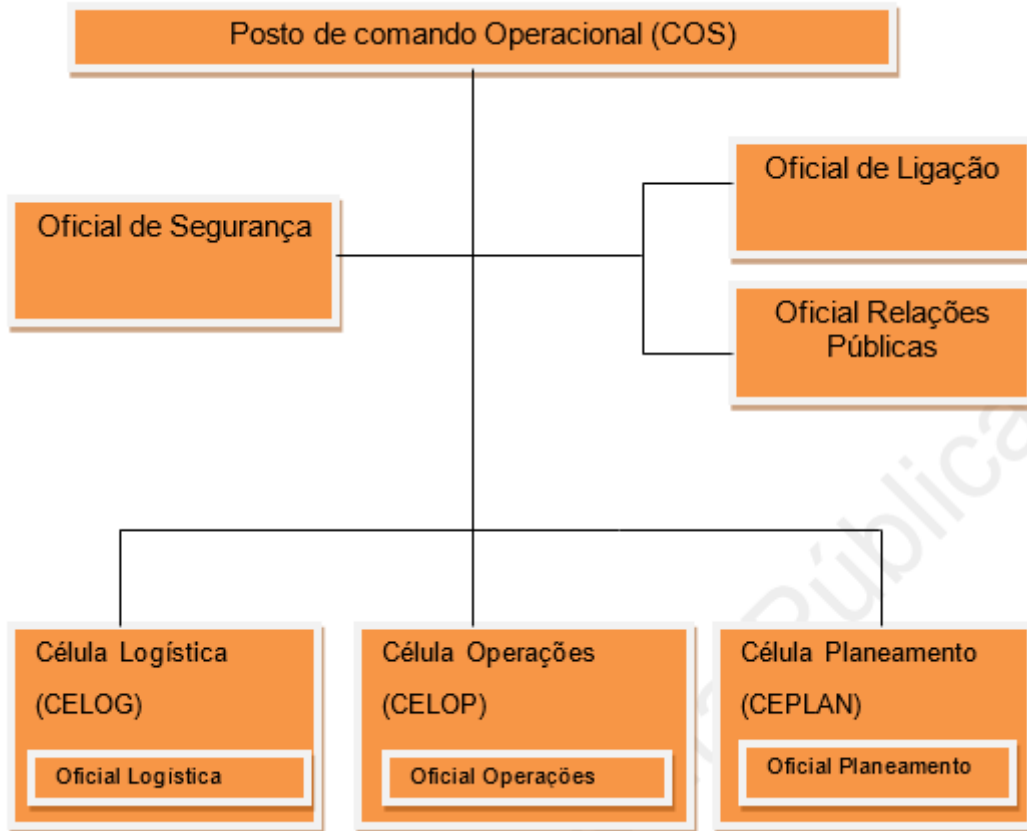 Posto de comando Operacional (COS)
Oficial de Ligação
Oficial de Segurança
Oficial Relações
Públicas
Célula Logística
(CELOG)
Oficial Logística
Célula Operações
(CELOP)
Oficial Operações
Célula Planeamento
(CEPLAN)
Oficial Planeamento
Pública